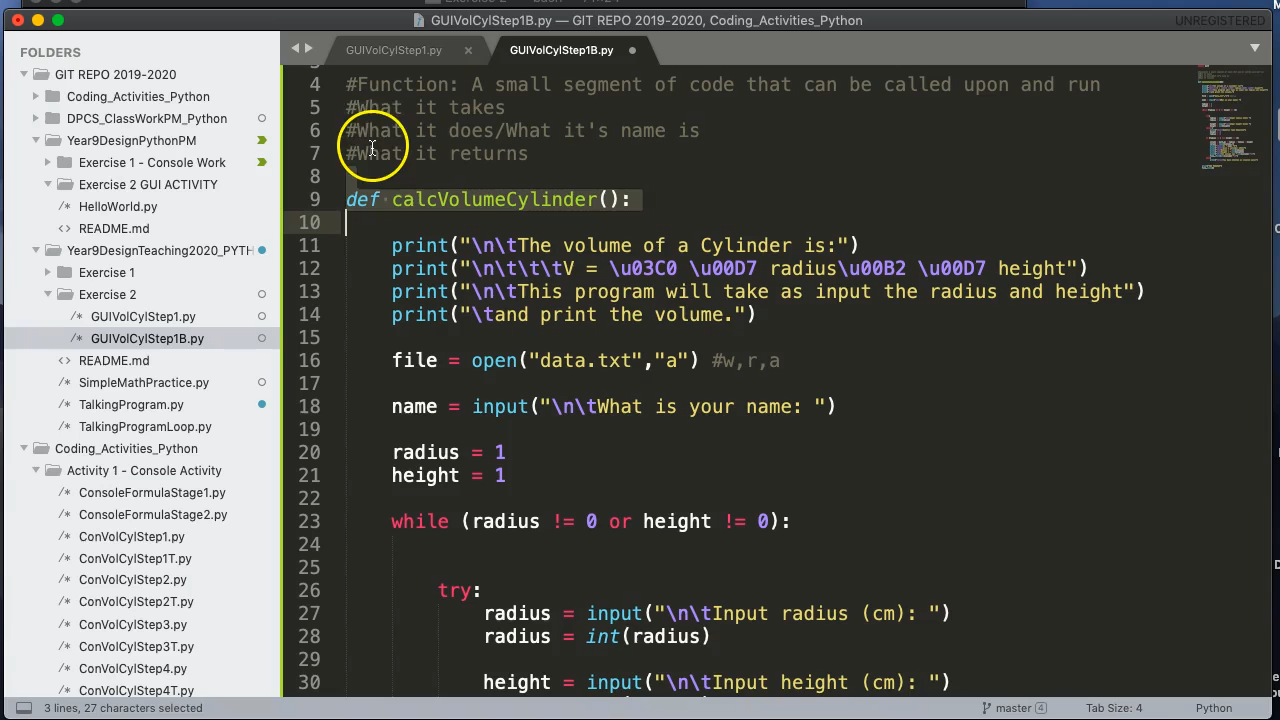 GUIVolCylStep1B.py — GIT REPO 2019-2020, Coding_Activities_Python
UNREGISTERED
FOLDERS
GIT REPO 2019-2020
Coding_Activities_Python
DPCS_ClassWorkPM_Python
Year9DesignPythonPM
Exercise 1 - Console Work
Exercise 2 GUI ACTIVITY
HelloWorld.py
<> README.md
Year9DesignTeaching2020_PYTH
Exercise 1
Exercise 2
/* GUIVolCylStep1.py
/* GUIVolCylStep1B.py
<> README.md
/* SimpleMathPractice.py
/* TalkingProgram.py
/* TalkingProgramLoop.py
Coding_Activities_Python
Activity 1 - Console Activity
/* ConsoleFormulaStage1.py
/* ConsoleFormulaStage2.py
/* ConVolCylStep1.py
/* ConVolCylStep1T.py
/* ConVolCylStep2.py
/* ConVolCylStep2T.py
/* ConVolCylStep3.py
/* ConVolCylStep3T.py
/* ConVolCylStep4.py
/* ConVolCylStep4T.py
GUIVolCylStep1.py ×
GUIVolCylStep1B.py
4 #Function: A small segment of code that can be called upon and run
5 #What it takes
6 #What it does/What it's name is
7 #What it returns
8
9 def calcVolumeCylinder():
10
11 print("\n\tThe volume of a Cylinder is:")
12 print("\n\t\t\tV = \u03C0 \u00D7 radius\u00B2 \u00D7 height")
13 print("\n\tThis program will take as input the radius and height")
14 print("\tand print the volume.")
15
16 file = open("data.txt","a") #w,r,a
17
18 name = input("\n\tWhat is your name: ")
19
20 radius = 1
21 height = 1
22
23 while (radius != 0 or height != 0):
24
25
26 try:
27 radius = input("\n\tInput radius (cm): ")
28 radius = int(radius)
29
30 height = input("\n\tInput height (cm): ")
3 lines, 27 characters selected
master 4
Tab Size: 4
Python